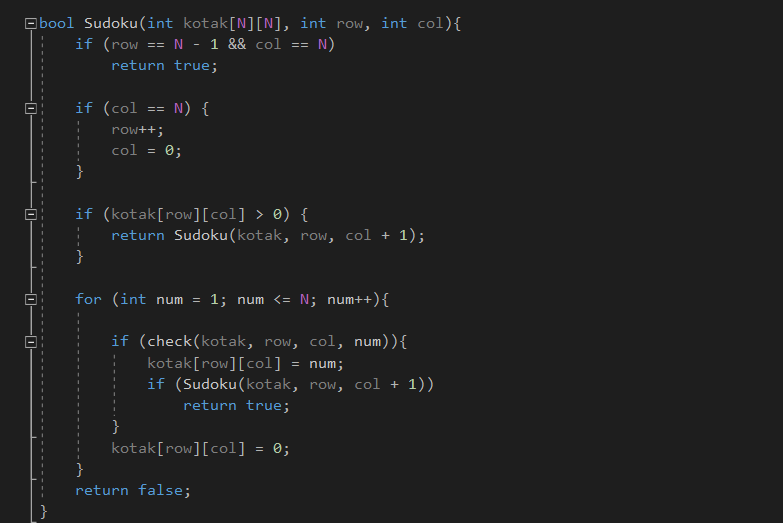 bool Sudoku(int kotak[N][N], int row, int col){
if (row == N - 1 && col == N)
return true;
if (col == N) {
row++;
col = 0;
}
if (kotak[row][col] > 0) {
return Sudoku(kotak, row, col + 1);
}
for (int num = 1; num <= N; num++){
if (check(kotak, row, col, num)){
kotak[row][col] = num;
if (Sudoku(kotak, row, col + 1))
return true;
}
kotak[row][col] = 0;
}
return false;
}